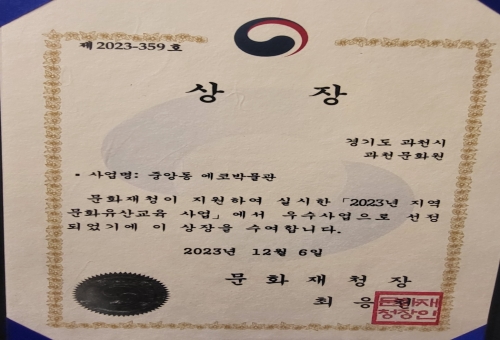 제 2023-359 호
상 장
경기도 과천시
과천문화원
• 사업명: 중앙동 에코박물관
문화재청이 지원하여 실시한 「2023년 지역
문화유산교육 사업」에서 우수사업으로 선정
되었기에 이 상장을 수여합니다.
2023년 12월 6일
문 화 재 청 장
최 응